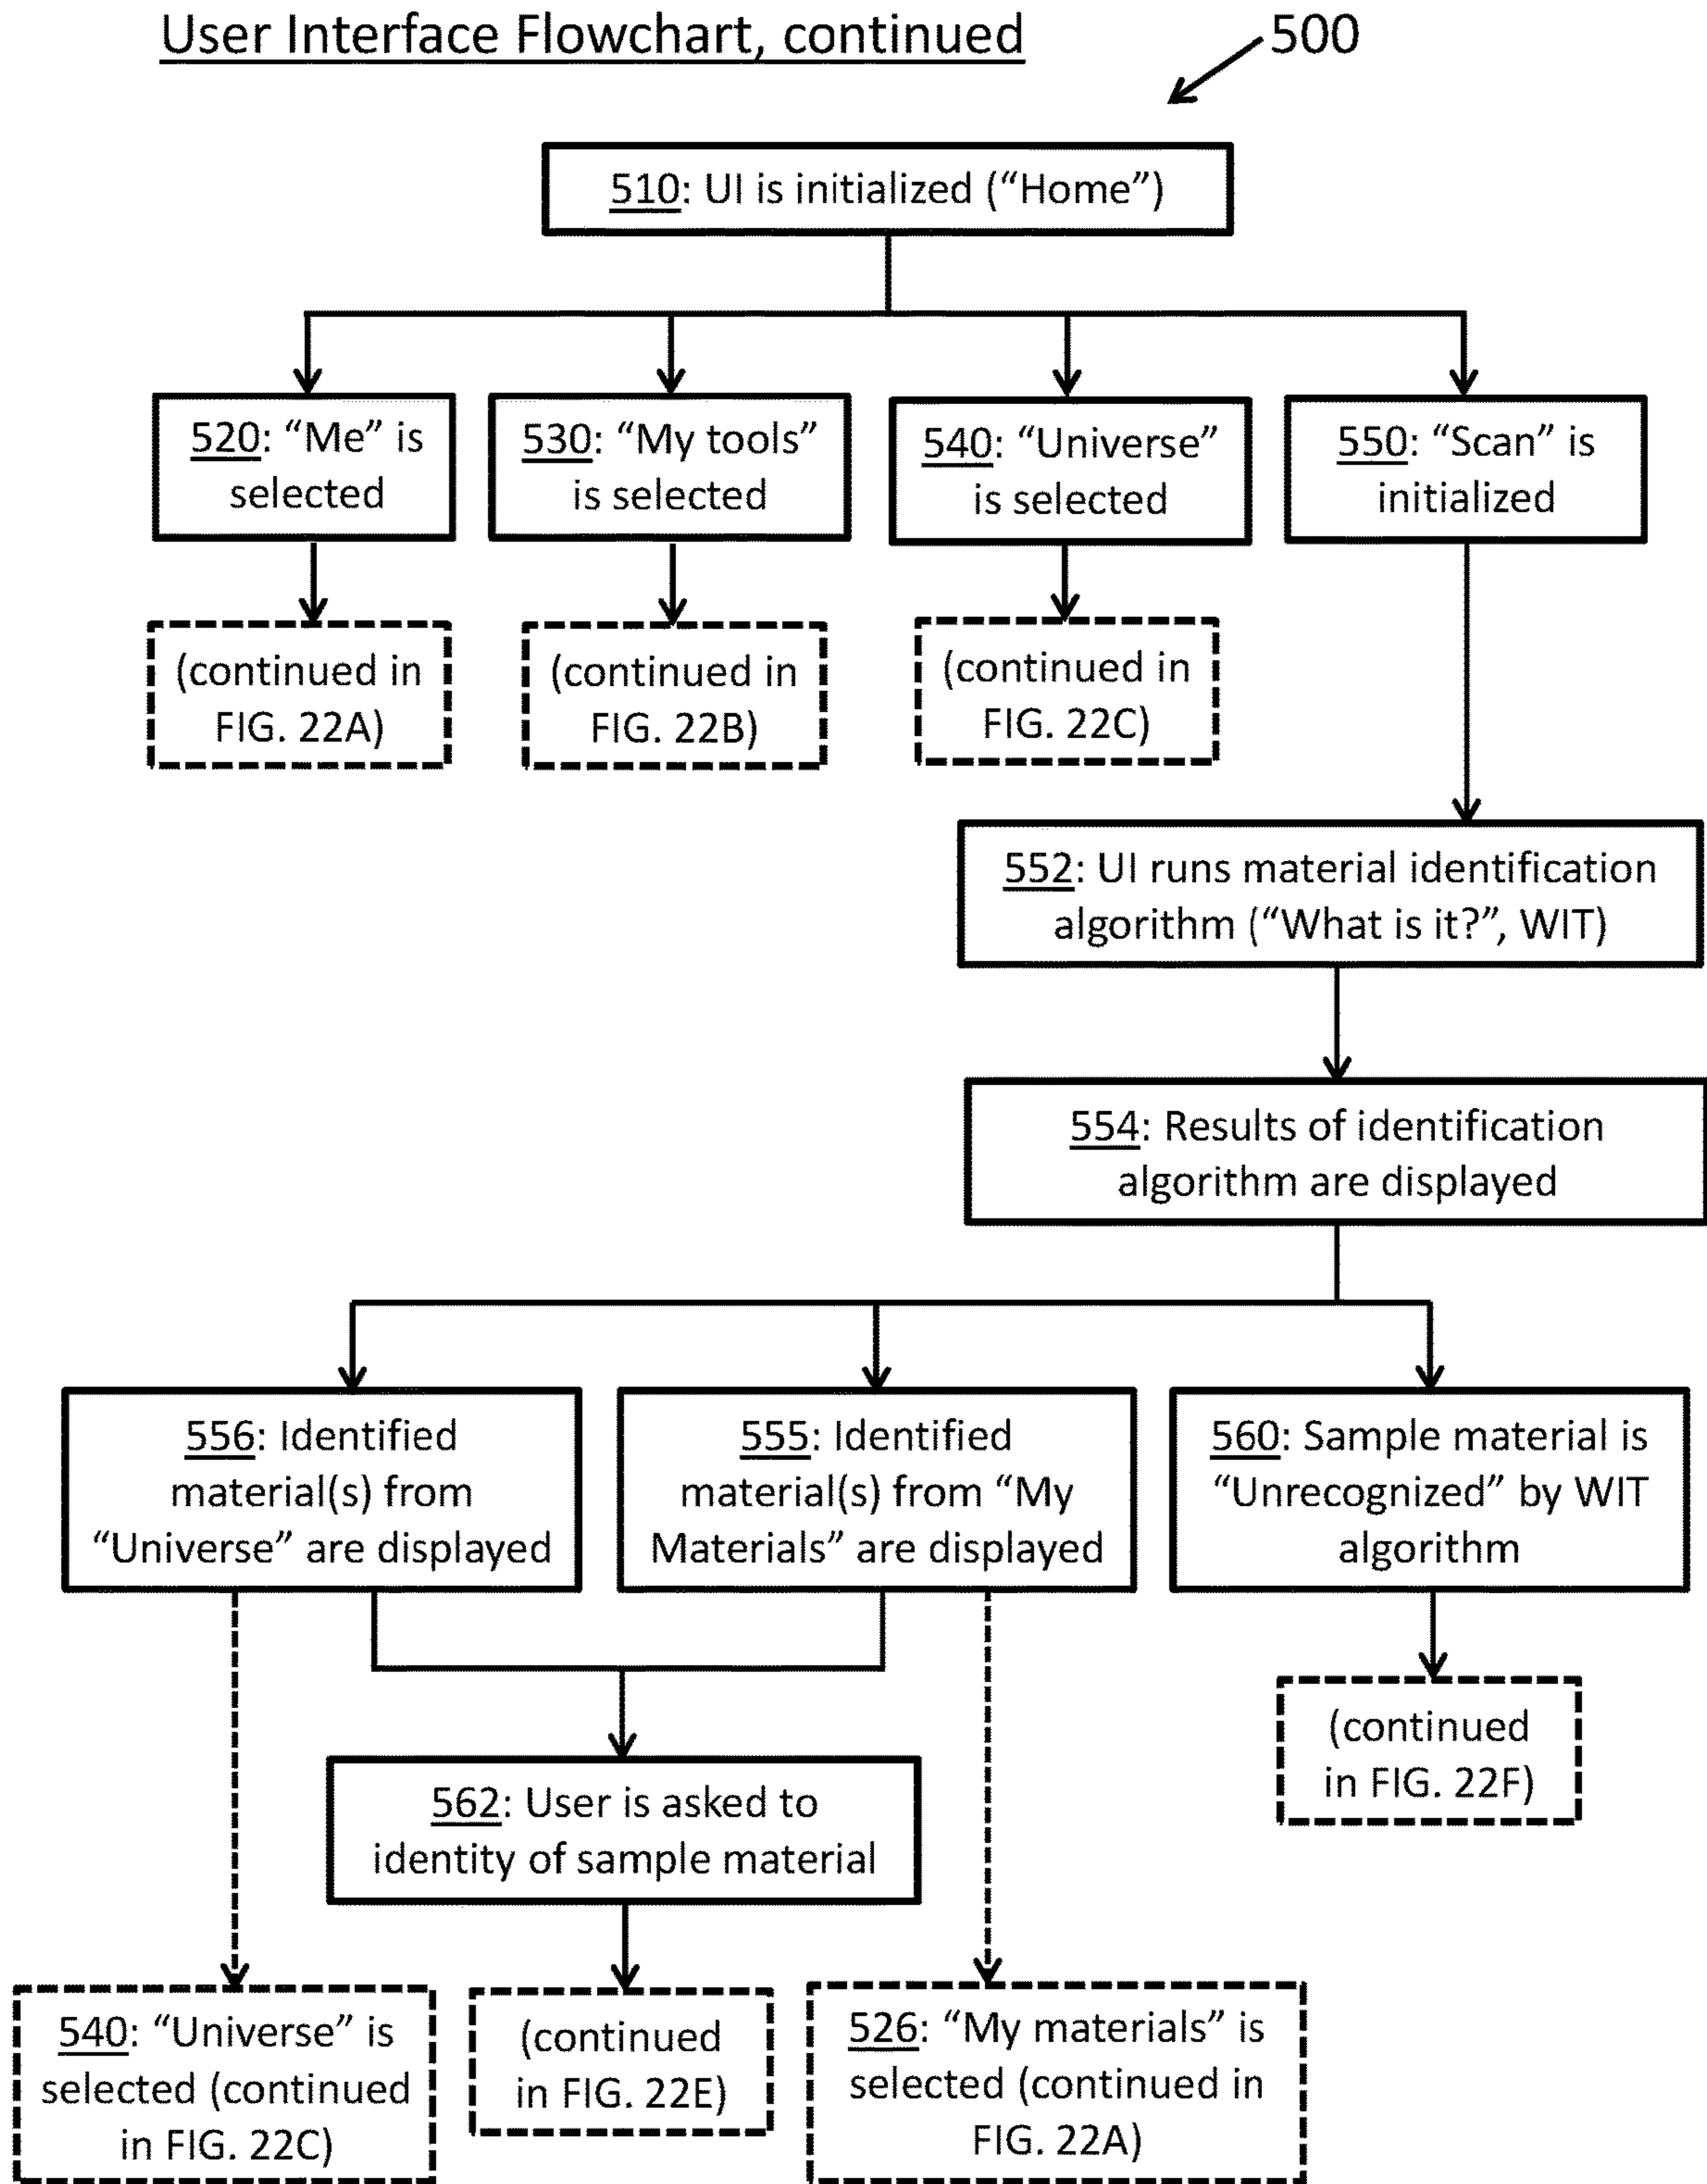 User Interface Flowchart, continued
500
510: UI is initialized (“Home”)
520: “Me” is
selected
530: “My tools”
is selected
540: “Universe”
is selected
550: “Scan” is
initialized
(continued in
FIG. 22A)
(continued in
FIG. 22B)
(continued in
FIG. 22C)
552: UI runs material identification
algorithm (“What is it?”, WIT)
554: Results of identification
algorithm are displayed
556: Identified
material(s) from
“Universe” are displayed
555: Identified
material(s) from “My
Materials” are displayed
560: Sample material is
“Unrecognized” by WIT
algorithm
(continued
in FIG. 22F)
562: User is asked to
identity of sample material
540: “Universe” is
selected (continued
in FIG. 22C)
(continued
in FIG. 22E)
526: “My materials” is
selected (continued in
FIG. 22A)